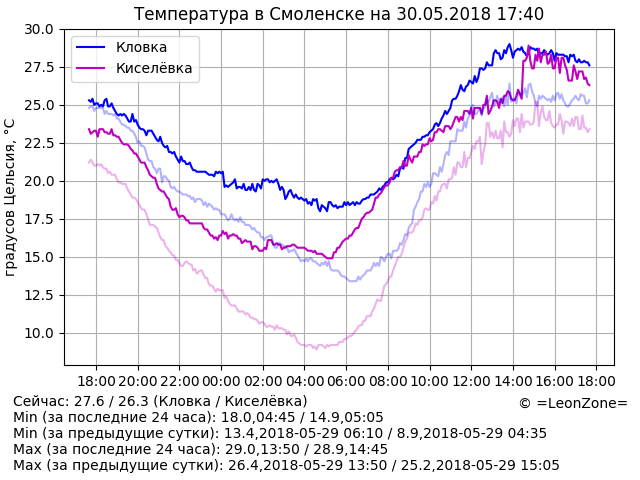 Температура в Смоленске на 30.05.2018 17:40
Кловка
Киселёвка
градусов Цельсия, °C
30.0
27.5
25.0
22.5
20.0
17.5
15.0
12.5
10.0
18:00 20:00 22:00 00:00 02:00 04:00 06:00 08:00 10:00 12:00 14:00 16:00 18:00
Сейчас: 27.6 / 26.3 (Кловка / Киселёвка)
© =LeonZone=
Min (за последние 24 часа): 18.0,04:45 / 14.9,05:05
Min (за предыдущие сутки): 13.4,2018-05-29 06:10 / 8.9,2018-05-29 04:35
Max (за последние 24 часа): 29.0,13:50 / 28.9,14:45
Max (за предыдущие сутки): 26.4,2018-05-29 13:50 / 25.2,2018-05-29 15:05